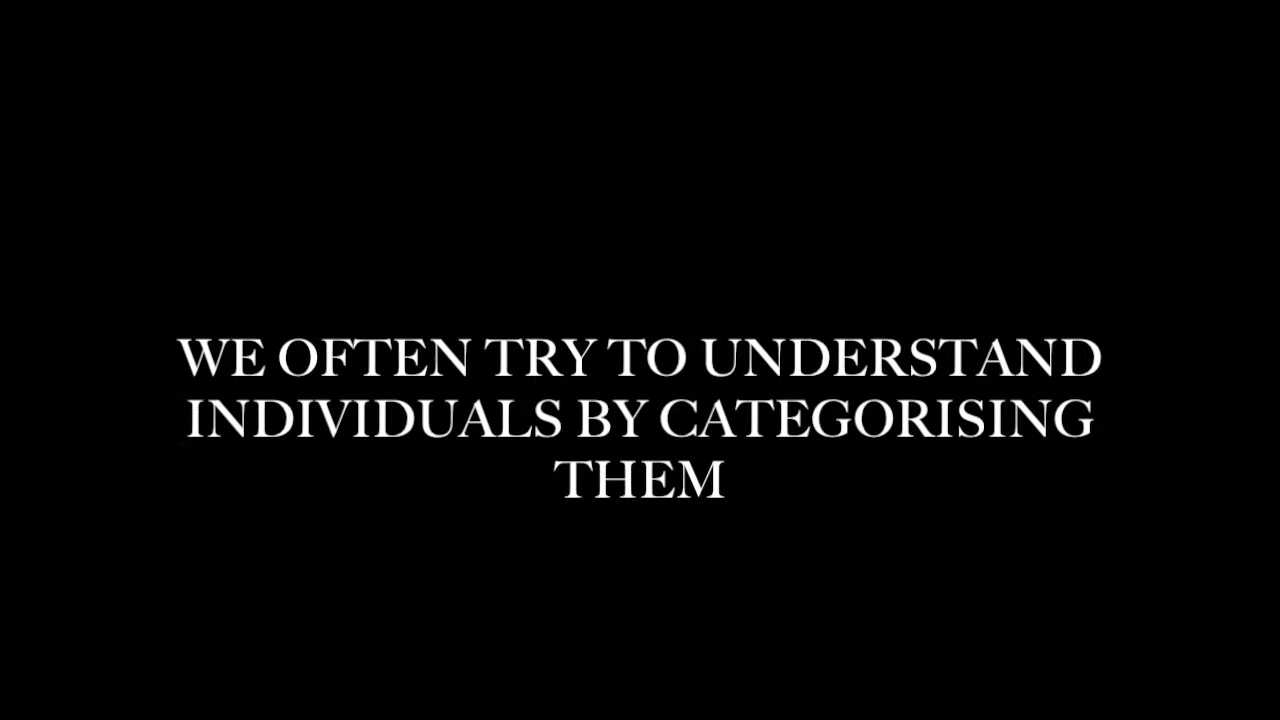 WE OFTEN TRY TO UNDERSTAND
INDIVIDUALS BY CATEGORISING
THEM